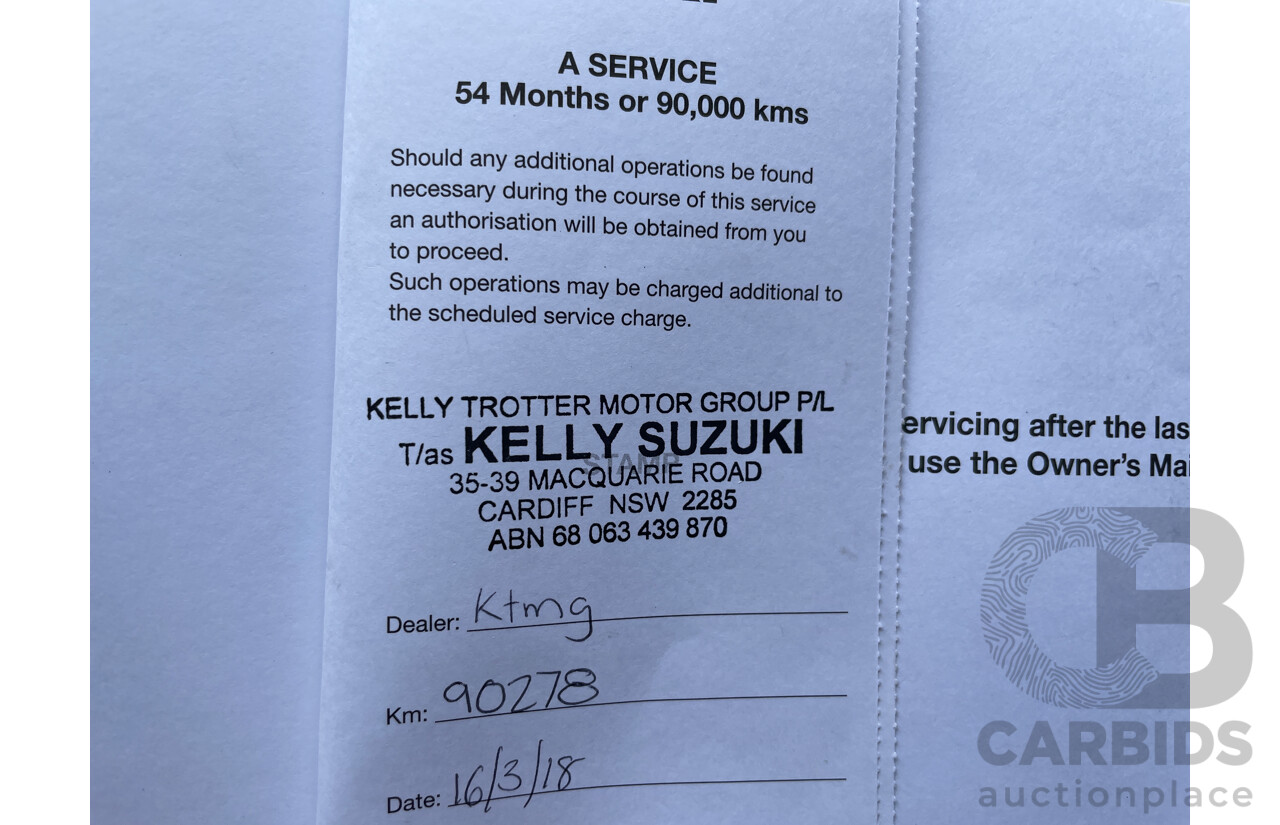 A SERVICE
54 Months or 90,000 kms
Should any additional operations be found
necessary during the course of this service
an authorisation will be obtained from you
to proceed.
Such operations may be charged additional to
the scheduled service charge.
KELLY TROTTER MOTOR GROUP P/L
T/as KELLY SUZUKI
STAMP
35-39 MACQUARIE ROAD
CARDIFF NSW 2285
ABN 68 063 439 870
Dealer: Ktmg
Km: 90278
Date: 16/3/18
ervicing after the las
use the Owner's Ma
CB
CARBIDS
auctionplace